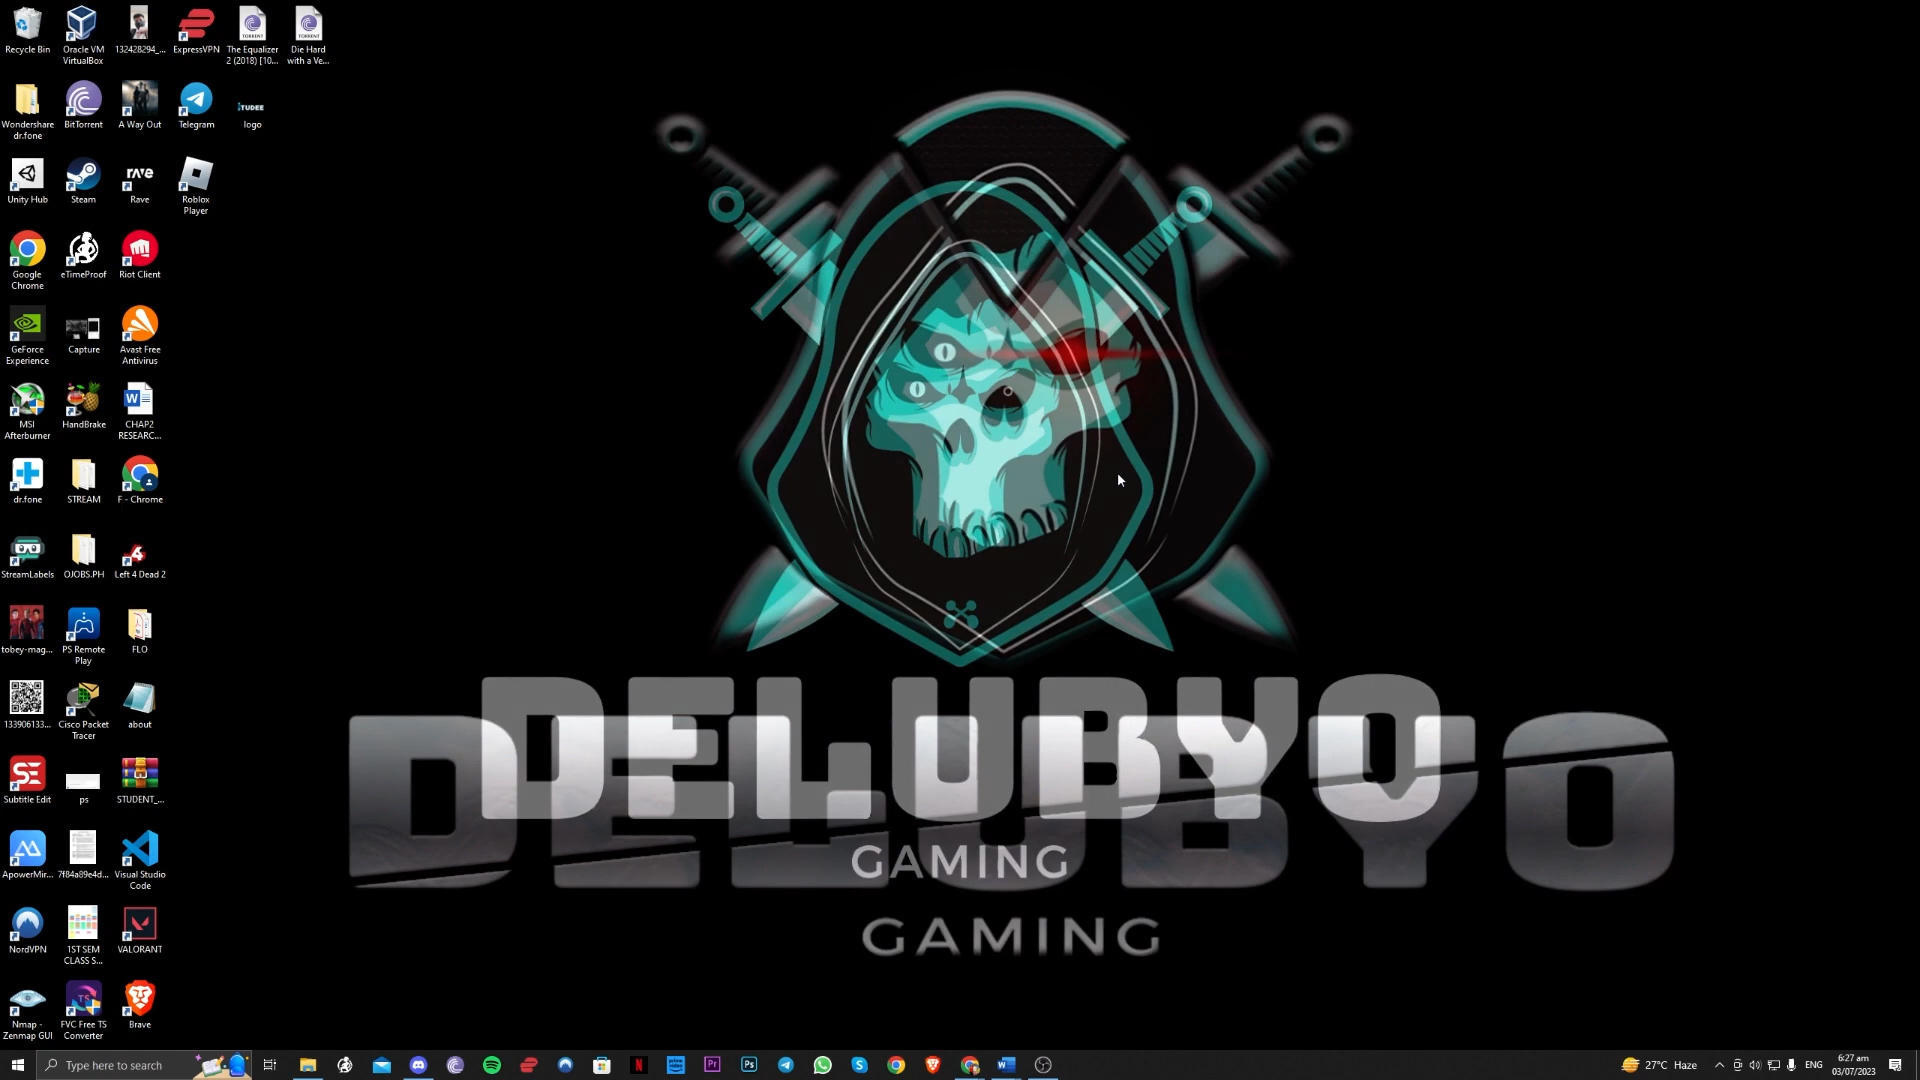 Recycle Bin
Oracle VM
VirtualBox
132428294_...
ExpressVPN
The Equalizer
2 (2018) [10...
Die Hard
with a Ve...
Wondershare
dr.fone
BitTorrent
A Way Out
Telegram
iTUDEE
logo
Unity Hub
Steam
rave
Rave
Roblox
Player
Google
Chrome
eTimeProof
Riot Client
GeForce
Experience
Capture
Avast Free
Antivirus
MSI
Afterburner
HandBrake
CHAP2
RESEARC...
dr.fone
STREAM
F - Chrome
StreamLabels
OJOBS.PH
Left 4 Dead 2
tobey-mag...
PS Remote
Play
FLO
133906133...
Cisco Packet
Tracer
about
SE
Subtitle Edit
ps
STUDENT_...
ApowerMir...
7f84a89e4d...
Visual Studio
Code
NordVPN
1ST SEM
CLASS S...
VALORANT
Nmap -
Zenmap GUI
TS
FVC Free TS
Converter
Brave
DELUBYO
DELUBYO
GAMING
GAMING
Type here to search
27°C Haze
ENG
6:27 am
03/07/2023